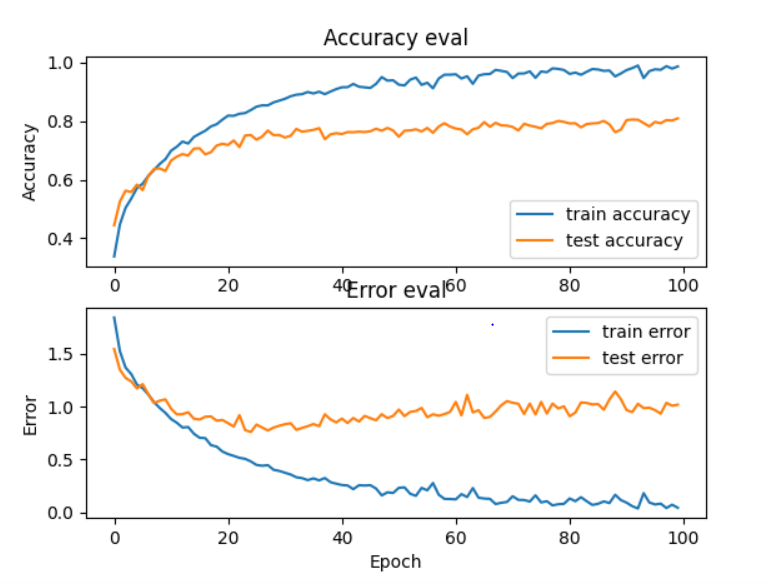 Accuracy eval
1.0
0.8
0.6
0.4
Accuracy
train accuracy
test accuracy
0 20 40 60 80 100
Error eval
1.5
1.0
0.5
0.0
Error
train error
test error
0 20 40 60 80 100
Epoch